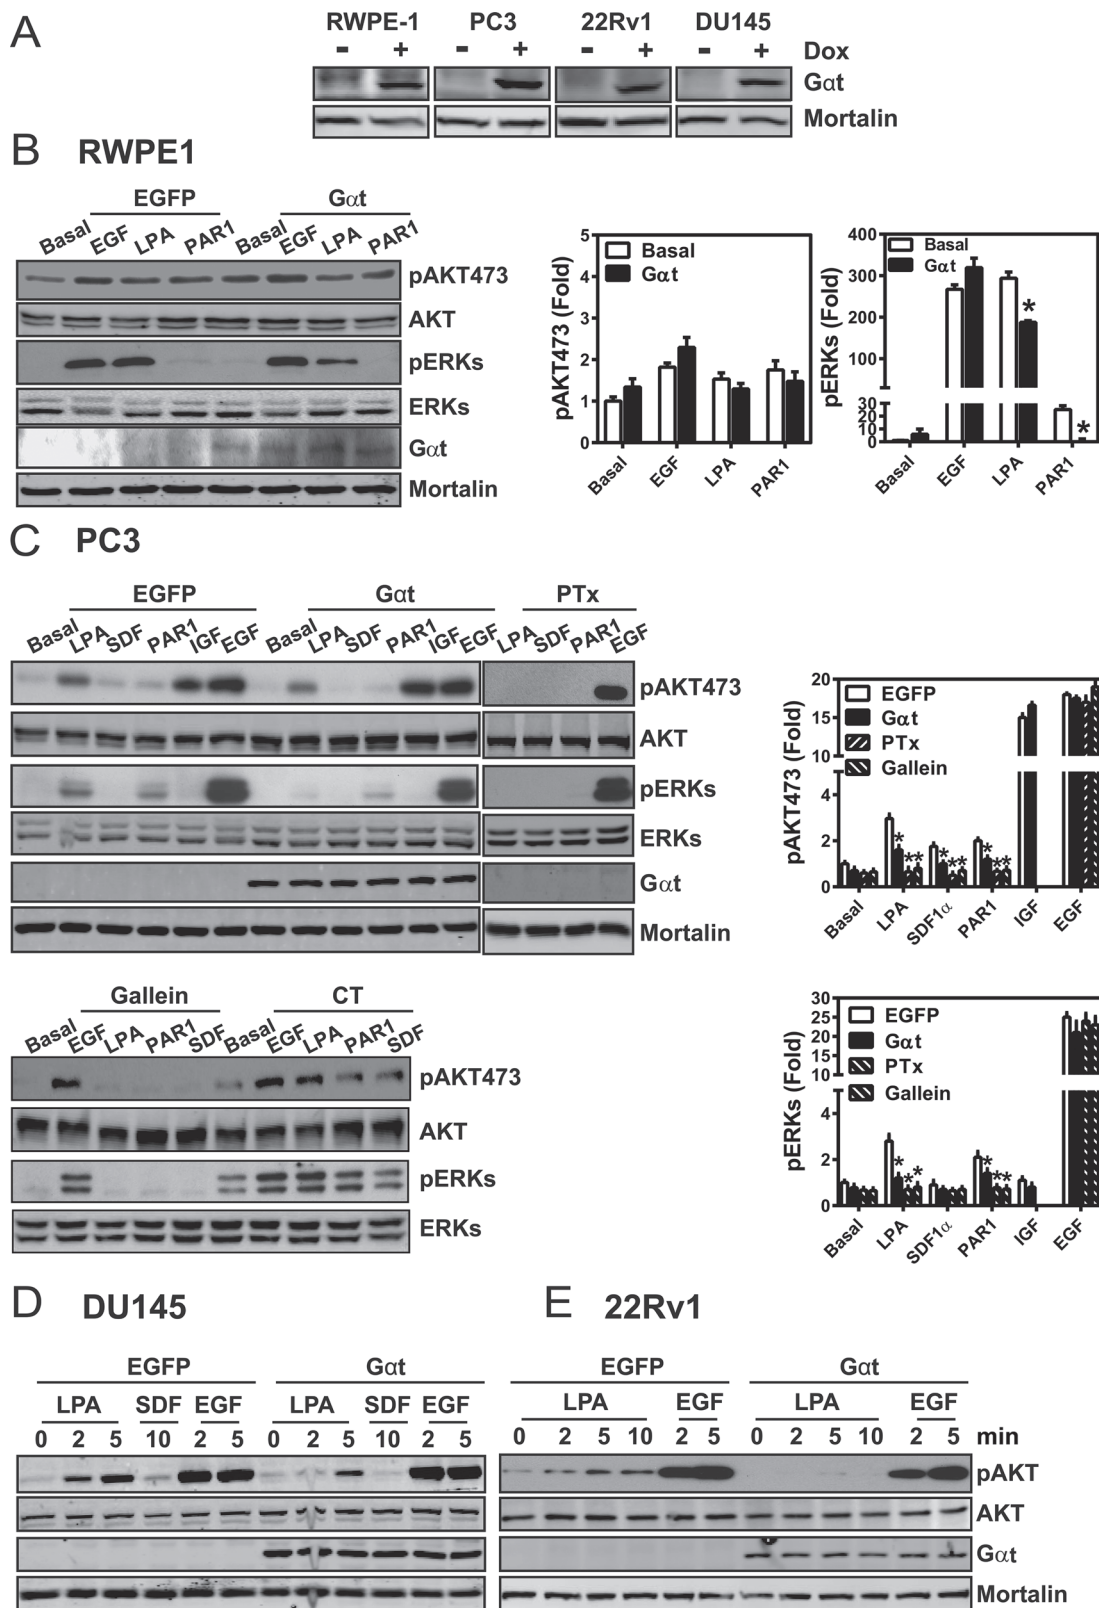 A
RWPE-1 PC3 22Rv1 DU145
- + - + - + - + Dox
Gαt
Mortalin
B RWPE1
EGFP Gαt
Basal EGF LPA PAR1 Basal EGF LPA PAR1
pAKT473
AKT
pERKs
ERKs
Gαt
Mortalin
pAKT473 (Fold)
5
4
3
2
1
0
Basal
Gαt
Basal EGF LPA PAR1
pERKs (Fold)
400
300
200
100
30
20
10
0
Basal
Gαt
*
*
Basal EGF LPA PAR1
C PC3
EGFP Gαt PTx
Basal LPA SDF PAR1 IGF EGF Basal LPA SDF PAR1 IGF EGF LPA SDF PAR1 EGF
pAKT473
AKT
pERKs
ERKs
Gαt
Mortalin
pAKT473 (Fold)
20
15
10
4
2
0
EGFP
Gαt
PTx
Gallein
* ** * ** * **
Basal LPA SDF1α PAR1 IGF EGF
Gallein CT
Basal EGF LPA PAR1 SDF Basal EGF LPA PAR1 SDF
pAKT473
AKT
pERKs
ERKs
pERKs (Fold)
30
25
20
15
10
4
2
0
EGFP
Gαt
PTx
Gallein
* * * * **
Basal LPA SDF1α PAR1 IGF EGF
D DU145
EGFP Gαt
LPA SDF EGF LPA SDF EGF
0 2 5 10 2 5 0 2 5 10 2 5
E 22Rv1
EGFP Gαt
LPA EGF LPA EGF
0 2 5 10 2 5 0 2 5 10 2 5 min
pAKT
AKT
Gαt
Mortalin